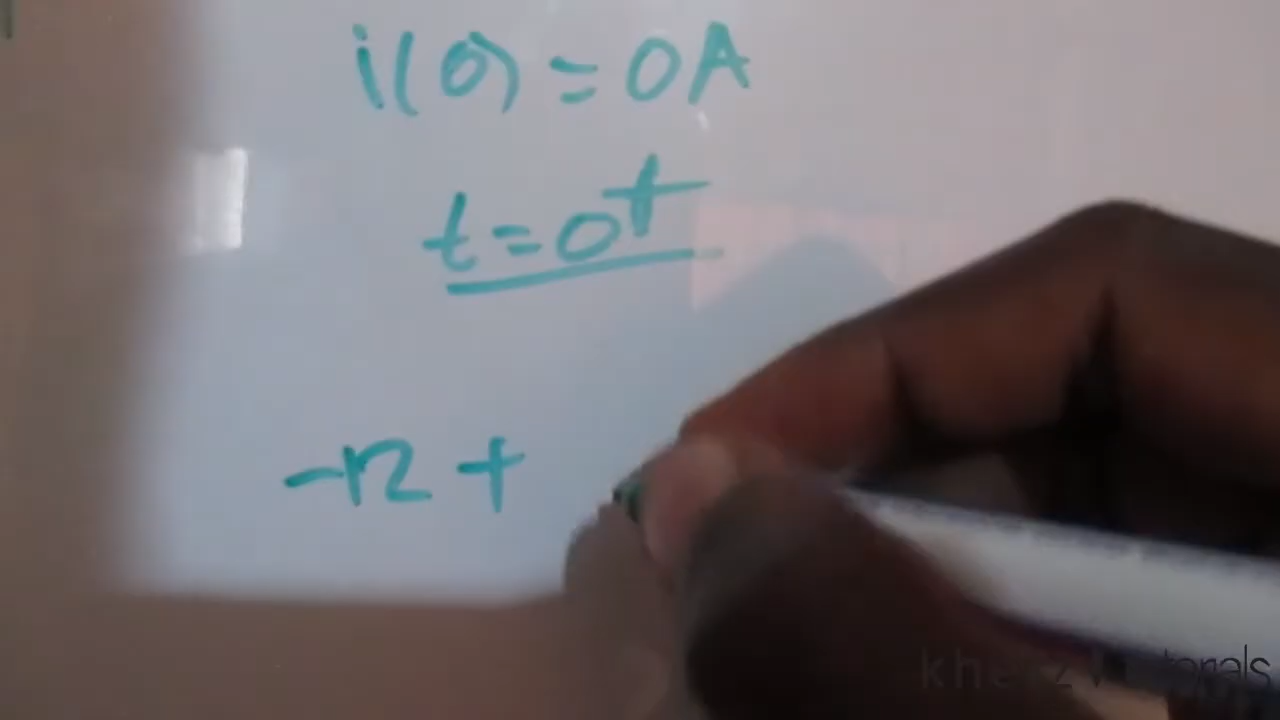 i(0) = 0A
t=0⁺
-12 +